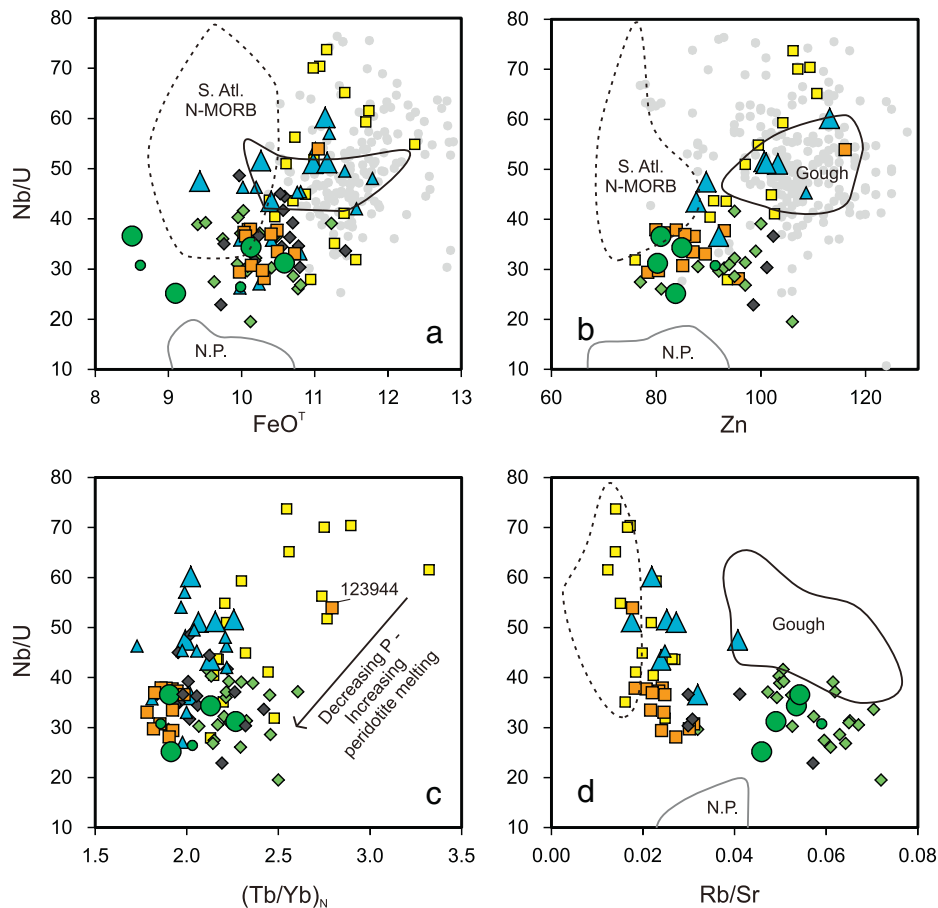 80
70
60
50
40
30
20
10
Nb/U
S. Atl.
N-MORB
N.P.
a
8
9
10
11
12
13
FeOᵀ
80
70
60
50
40
30
20
10
S. Atl.
N-MORB
Gough
N.P.
b
60
80
100
120
Zn
80
70
60
50
40
30
20
10
Nb/U
123944
Decreasing P -
Increasing
peridotite melting
c
1.5
2.0
2.5
3.0
3.5
(Tb/Yb)N
80
70
60
50
40
30
20
10
Gough
N.P.
d
0.00
0.02
0.04
0.06
0.08
Rb/Sr